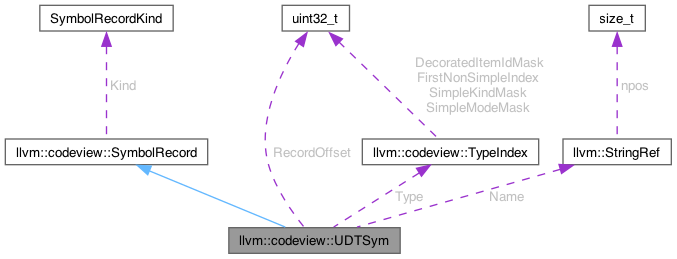 SymbolRecordKind
uint32_t
size_t
DecoratedItemIdMask
FirstNonSimpleIndex
SimpleKindMask
SimpleModeMask
Kind
npos
llvm::codeview::SymbolRecord
RecordOffset
llvm::codeview::TypeIndex
llvm::StringRef
Type
Name
llvm::codeview::UDTSym